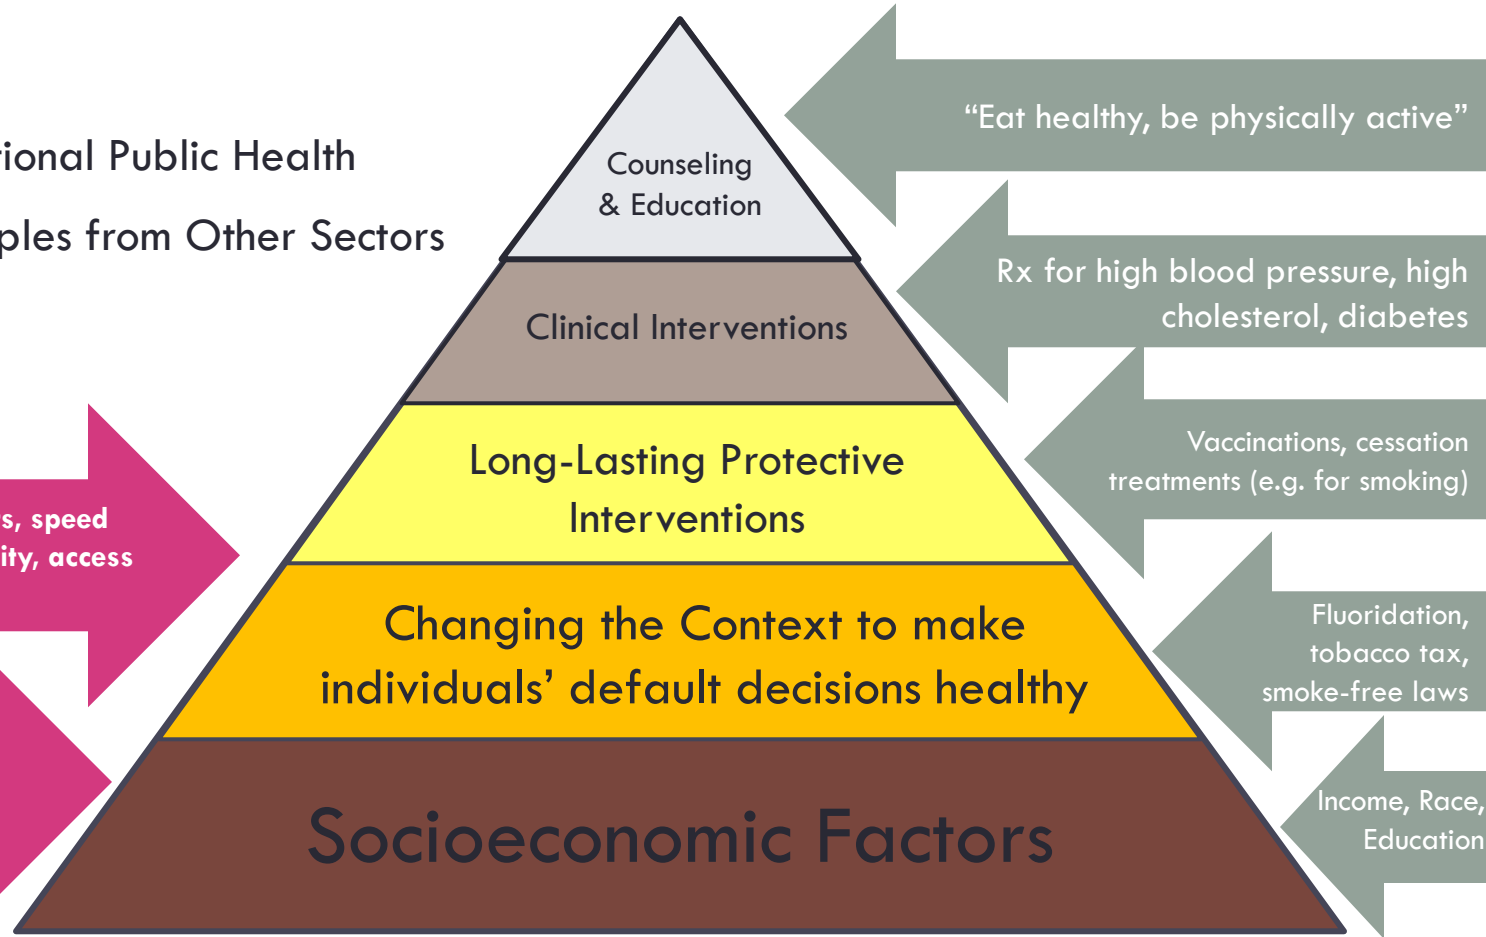 tional Public Health
ples from Other Sectors
Counseling
& Education
Clinical Interventions
Long-Lasting Protective
Interventions
Changing the Context to make
individuals’ default decisions healthy
Socioeconomic Factors
“Eat healthy, be physically active”
Rx for high blood pressure, high
cholesterol, diabetes
Vaccinations, cessation
treatments (e.g. for smoking)
Fluoridation,
tobacco tax,
smoke-free laws
Income, Race,
Education
s, speed
ity, access